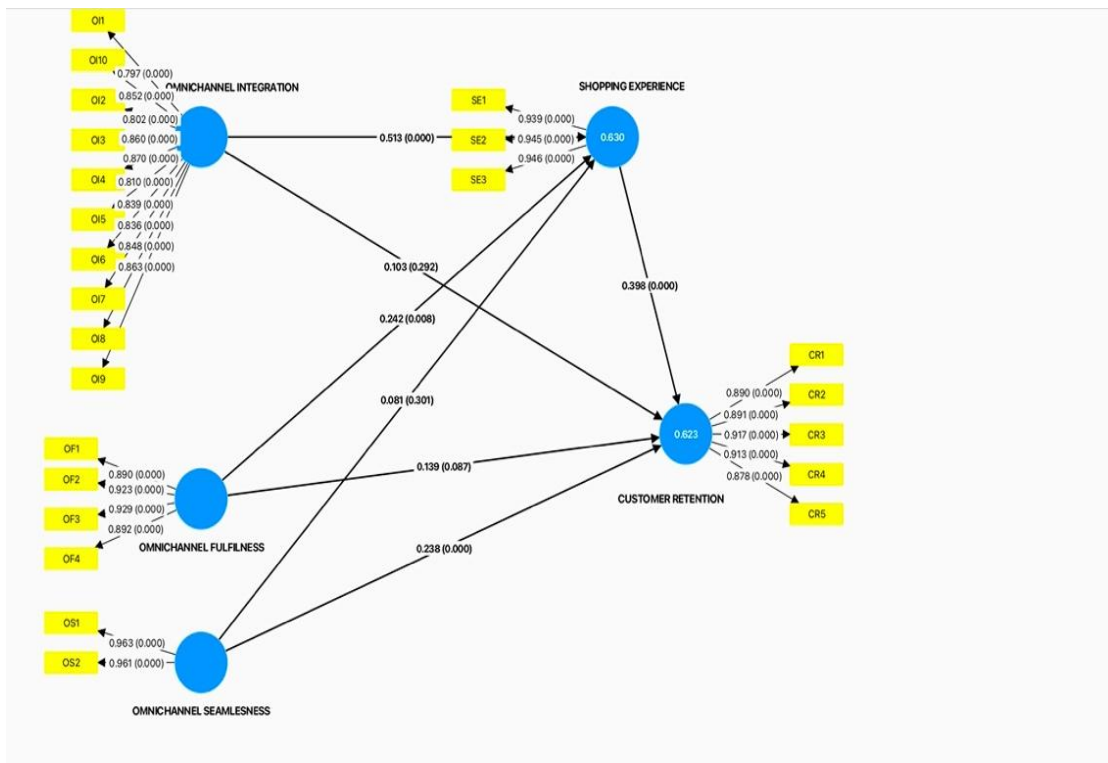 OI1
OI10
OI2
OI3
OI4
OI5
OI6
OI7
OI8
OI9
0.797 (0.000)
0.852 (0.000)
0.802 (0.000)
0.860 (0.000)
0.870 (0.000)
0.810 (0.000)
0.839 (0.000)
0.836 (0.000)
0.848 (0.000)
0.863 (0.000)
OMNICHANNEL INTEGRATION
0.513 (0.000)
SE1
SE2
SE3
0.939 (0.000)
0.945 (0.000)
0.946 (0.000)
SHOPPING EXPERIENCE
0.630
0.103 (0.292)
0.242 (0.008)
0.081 (0.301)
0.398 (0.000)
0.139 (0.087)
0.238 (0.000)
0.623
CUSTOMER RETENTION
0.890 (0.000)
0.891 (0.000)
0.917 (0.000)
0.913 (0.000)
0.878 (0.000)
CR1
CR2
CR3
CR4
CR5
OF1
OF2
OF3
OF4
0.890 (0.000)
0.923 (0.000)
0.929 (0.000)
0.892 (0.000)
OMNICHANNEL FULFILNESS
OS1
OS2
0.963 (0.000)
0.961 (0.000)
OMNICHANNEL SEAMLESNESS